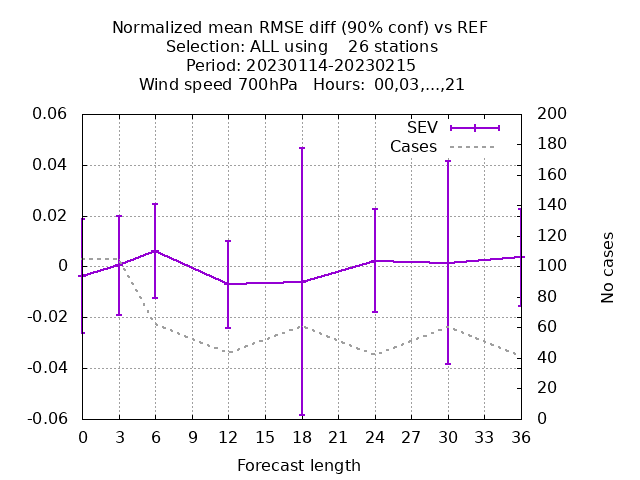 Normalized mean RMSE diff (90% conf) vs REF
Selection: ALL using    26 stations
Period: 20230114-20230215
Wind speed 700hPa   Hours:  00,03,...,21
SEV
Cases
0.06
0.04
0.02
0
-0.02
-0.04
-0.06
200
180
160
140
120
100
80
60
40
20
0
No cases
0 3 6 9 12 15 18 21 24 27 30 33 36
Forecast length